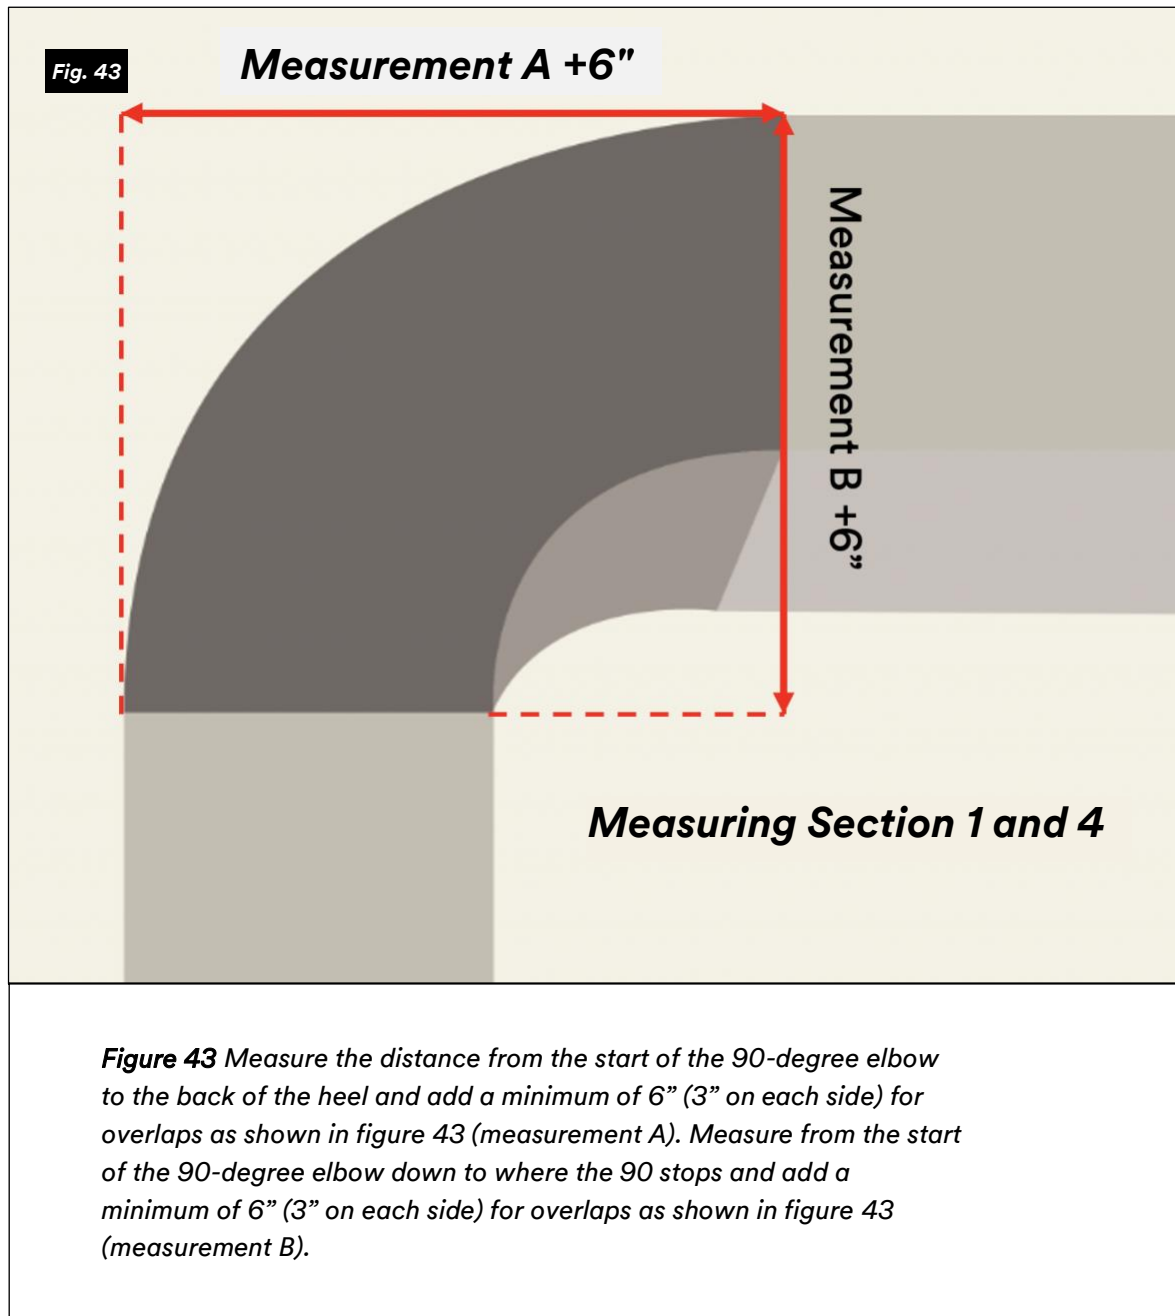 Fig. 43
Measurement A +6"
Measurement B +6”
Measuring Section 1 and 4
Figure 43 Measure the distance from the start of the 90-degree elbow
to the back of the heel and add a minimum of 6” (3” on each side) for
overlaps as shown in figure 43 (measurement A). Measure from the start
of the 90-degree elbow down to where the 90 stops and add a
minimum of 6” (3” on each side) for overlaps as shown in figure 43
(measurement B).